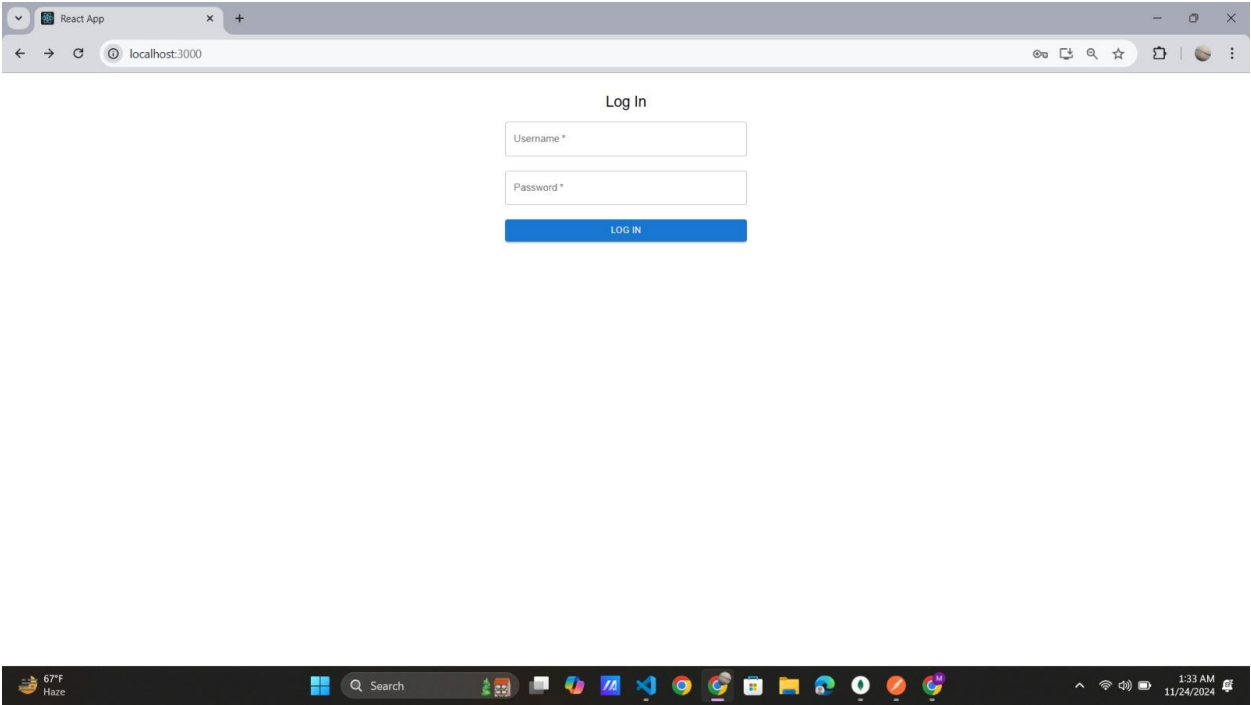 React App
localhost:3000
Log In
Username *
Password *
LOG IN
67°F
Haze
Search
1:33 AM
11/24/2024